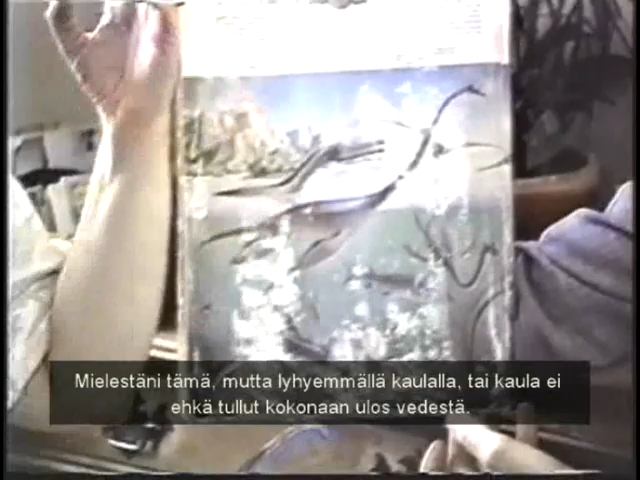 Mielestäni tämä, mutta lyhyemmällä kaulalla, tai kaula ei
ehkä tullut kokonaan ulos vedestä.